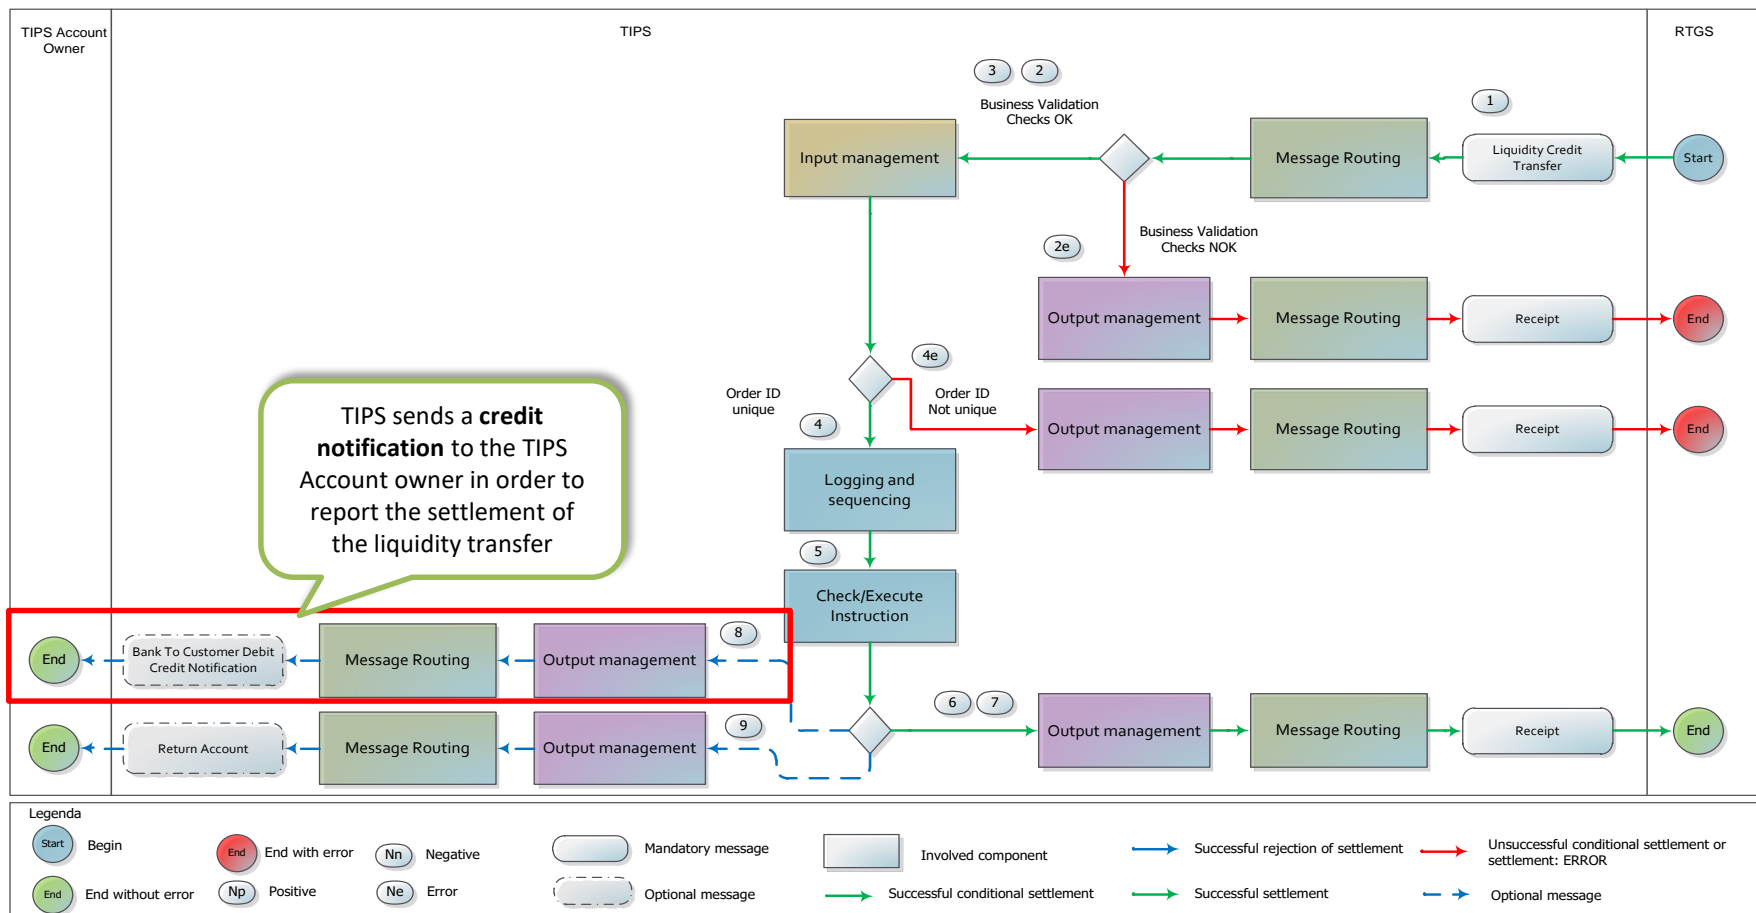 TIPS Account
Owner
TIPS
RTGS
3
2
1
Business Validation
Checks OK
Input management
Message Routing
Liquidity Credit
Transfer
Start
Business Validation
Checks NOK
2e
Output management
Message Routing
Receipt
End
4e
Order ID
unique
Order ID
Not unique
4
Output management
Message Routing
Receipt
End
TIPS sends a credit
notification to the TIPS
Account owner in order to
report the settlement of
the liquidity transfer
Logging and
sequencing
5
Check/Execute
Instruction
End
Bank To Customer Debit
Credit Notification
Message Routing
Output management
8
End
Return Account
Message Routing
Output management
9
6
7
Output management
Message Routing
Receipt
End
Legenda
Start
Begin
End
End with error
Nn
Negative
Mandatory message
Involved component
Successful rejection of settlement
Unsuccessful conditional settlement or
settlement: ERROR
End
End without error
Np
Positive
Ne
Error
Optional message
Successful conditional settlement
Successful settlement
Optional message